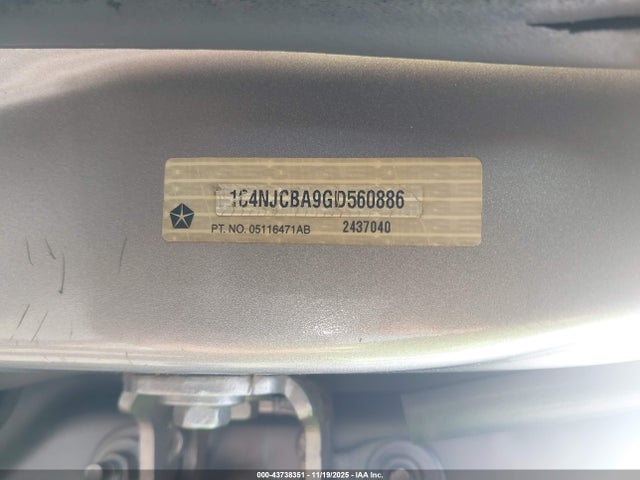 1C4NJCBA9GD560886
PT. NO. 05116471AB 2437040
000-43738351 - 11/19/2025 - IAA Inc.